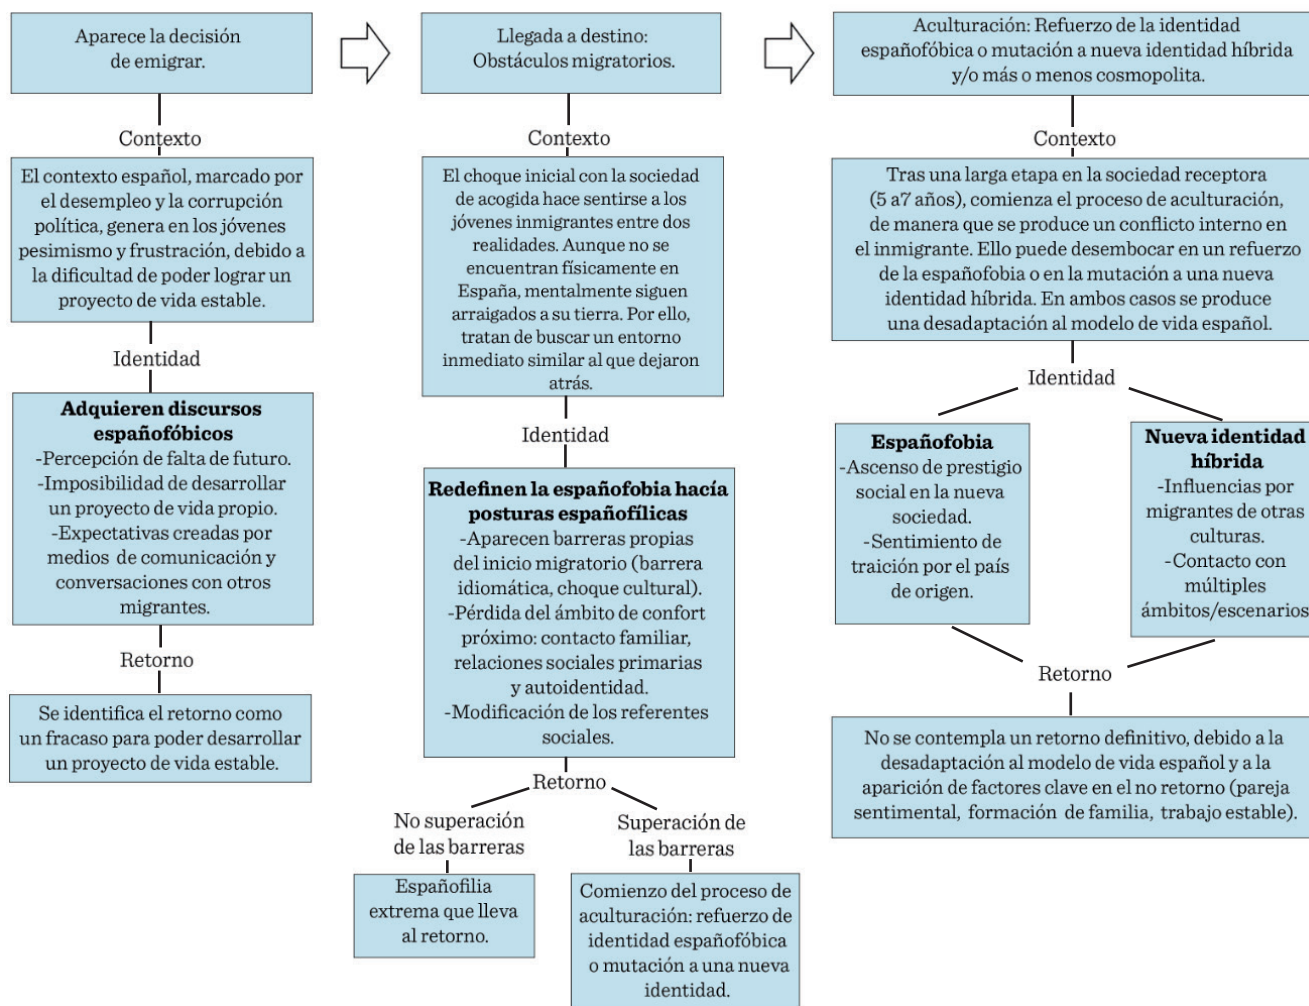 Aparece la decisión
de emigrar.
Contexto
El contexto español, marcado por
el desempleo y la corrupción
política, genera en los jóvenes
pesimismo y frustración, debido a
la dificultad de poder lograr un
proyecto de vida estable.
Identidad
Adquieren discursos
españofóbicos
-Percepción de falta de futuro.
-Imposibilidad de desarrollar
un proyecto de vida propio.
-Expectativas creadas por
medios de comunicación y
conversaciones con otros
migrantes.
Retorno
Se identifica el retorno como
un fracaso para poder desarrollar
un proyecto de vida estable.
Llegada a destino:
Obstáculos migratorios.
Contexto
El choque inicial con la sociedad
de acogida hace sentirse a los
jóvenes inmigrantes entre dos
realidades. Aunque no se
encuentran físicamente en
España, mentalmente siguen
arraigados a su tierra. Por ello,
tratan de buscar un entorno
inmediato similar al que dejaron
atrás.
Identidad
Redefinen la españofobia hacía
posturas españofílicas
-Aparecen barreras propias
del inicio migratorio (barrera
idiomática, choque cultural).
-Pérdida del ámbito de confort
próximo: contacto familiar,
relaciones sociales primarias
y autoidentidad.
-Modificación de los referentes
sociales.
Retorno
No superación
de las barreras
Españofilia
extrema que lleva
al retorno.
Superación de
las barreras
Comienzo del proceso de
aculturación: refuerzo de
identidad españofóbica
o mutación a una nueva
identidad.
Aculturación: Refuerzo de la identidad
españofóbica o mutación a nueva identidad híbrida
y/o más o menos cosmopolita.
Contexto
Tras una larga etapa en la sociedad receptora
(5 a7 años), comienza el proceso de aculturación,
de manera que se produce un conflicto interno en
el inmigrante. Ello puede desembocar en un refuerzo
de la españofobia o en la mutación a una nueva
identidad híbrida. En ambos casos se produce
una desadaptación al modelo de vida español.
Identidad
Españofobia
-Ascenso de prestigio
social en la nueva
sociedad.
-Sentimiento de
traición por el país
de origen.
Nueva identidad
híbrida
-Influencias por
migrantes de otras
culturas.
-Contacto con
múltiples
ámbitos/escenarios
Retorno
No se contempla un retorno definitivo, debido a la
desadaptación al modelo de vida español y a la
aparición de factores clave en el no retorno (pareja
sentimental, formación de familia, trabajo estable).